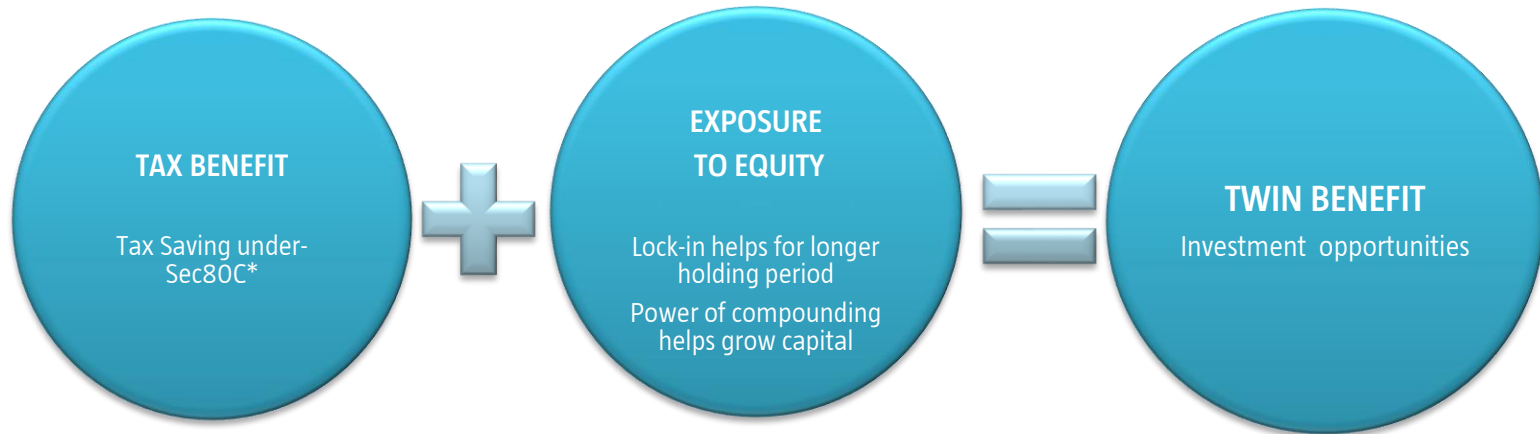 TAX BENEFIT
Tax Saving under-
Sec80C*
EXPOSURE
TO EQUITY
Lock-in helps for longer
holding period
Power of compounding
helps grow capital
TWIN BENEFIT
Investment opportunities